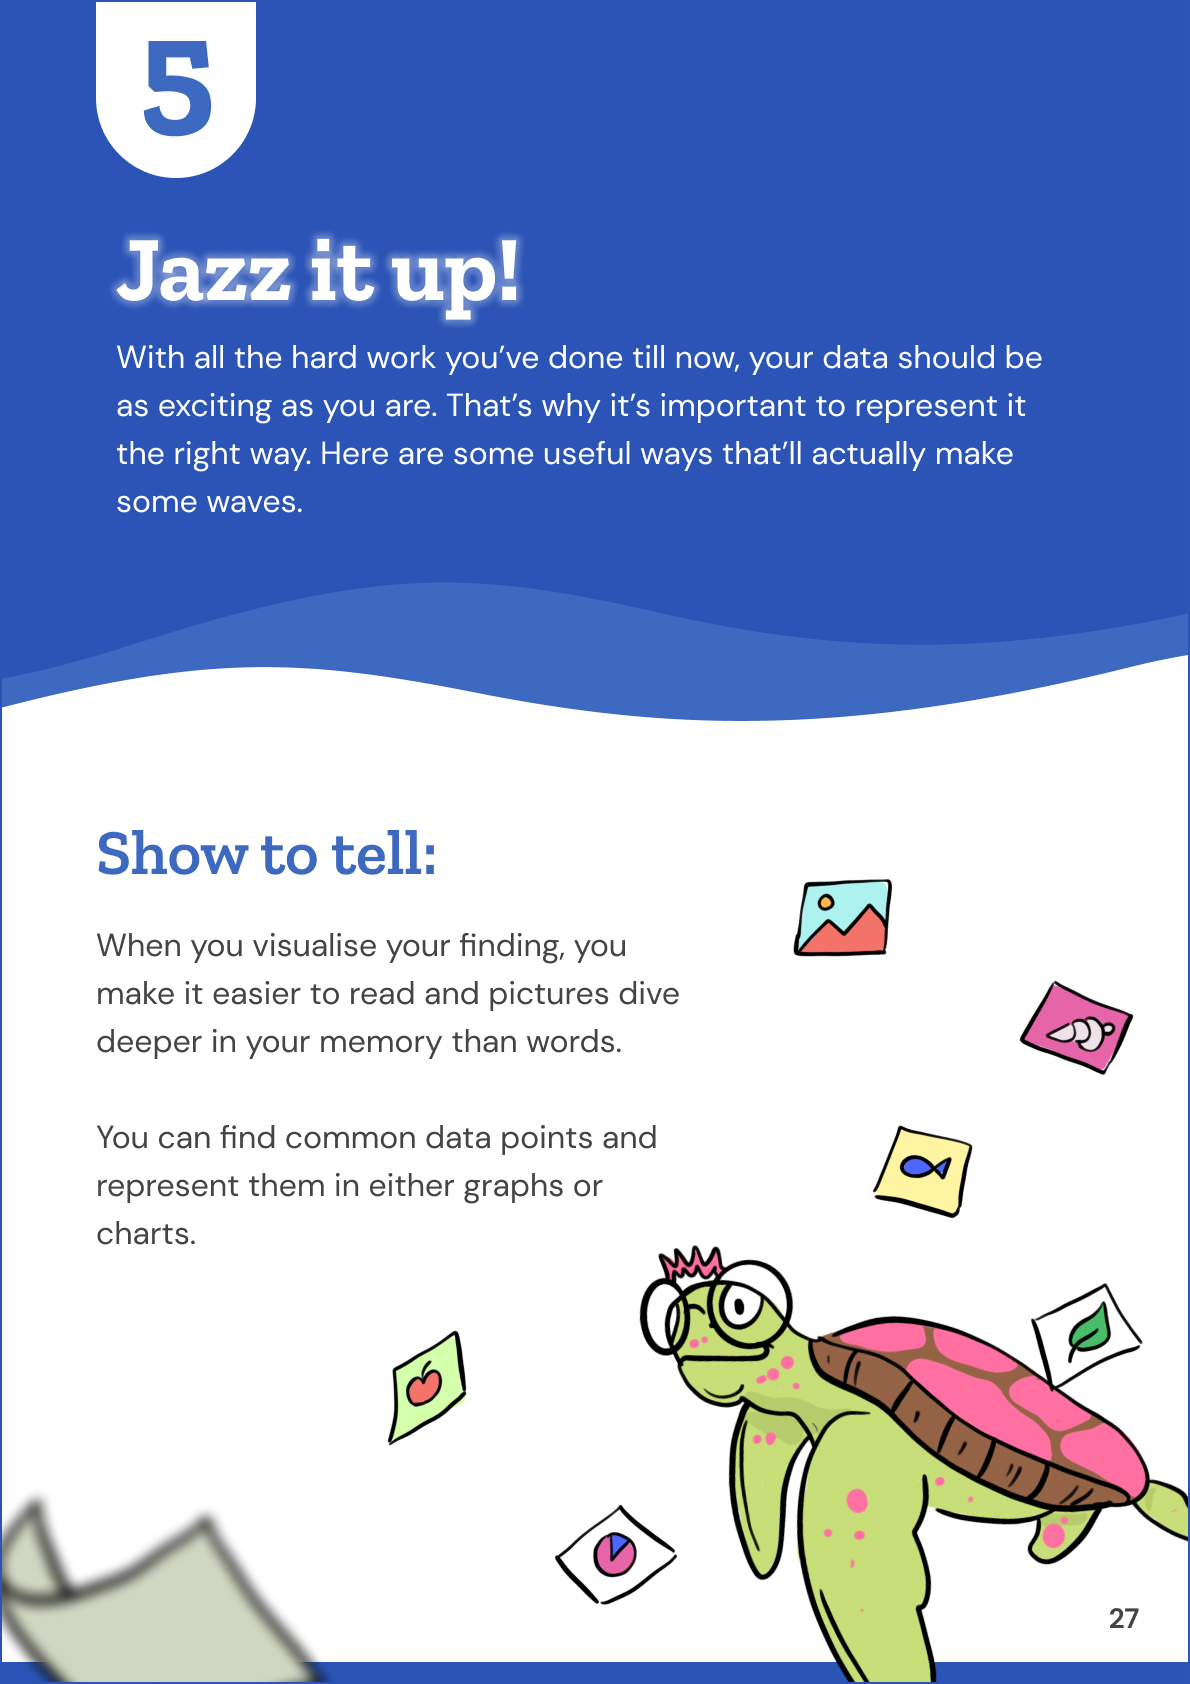 5
Jazz it up!
With all the hard work you’ve done till now, your data should be
as exciting as you are. That’s why it’s important to represent it
the right way. Here are some useful ways that’ll actually make
some waves.
Show to tell:
When you visualise your finding, you
make it easier to read and pictures dive
deeper in your memory than words.
You can find common data points and
represent them in either graphs or
charts.
27